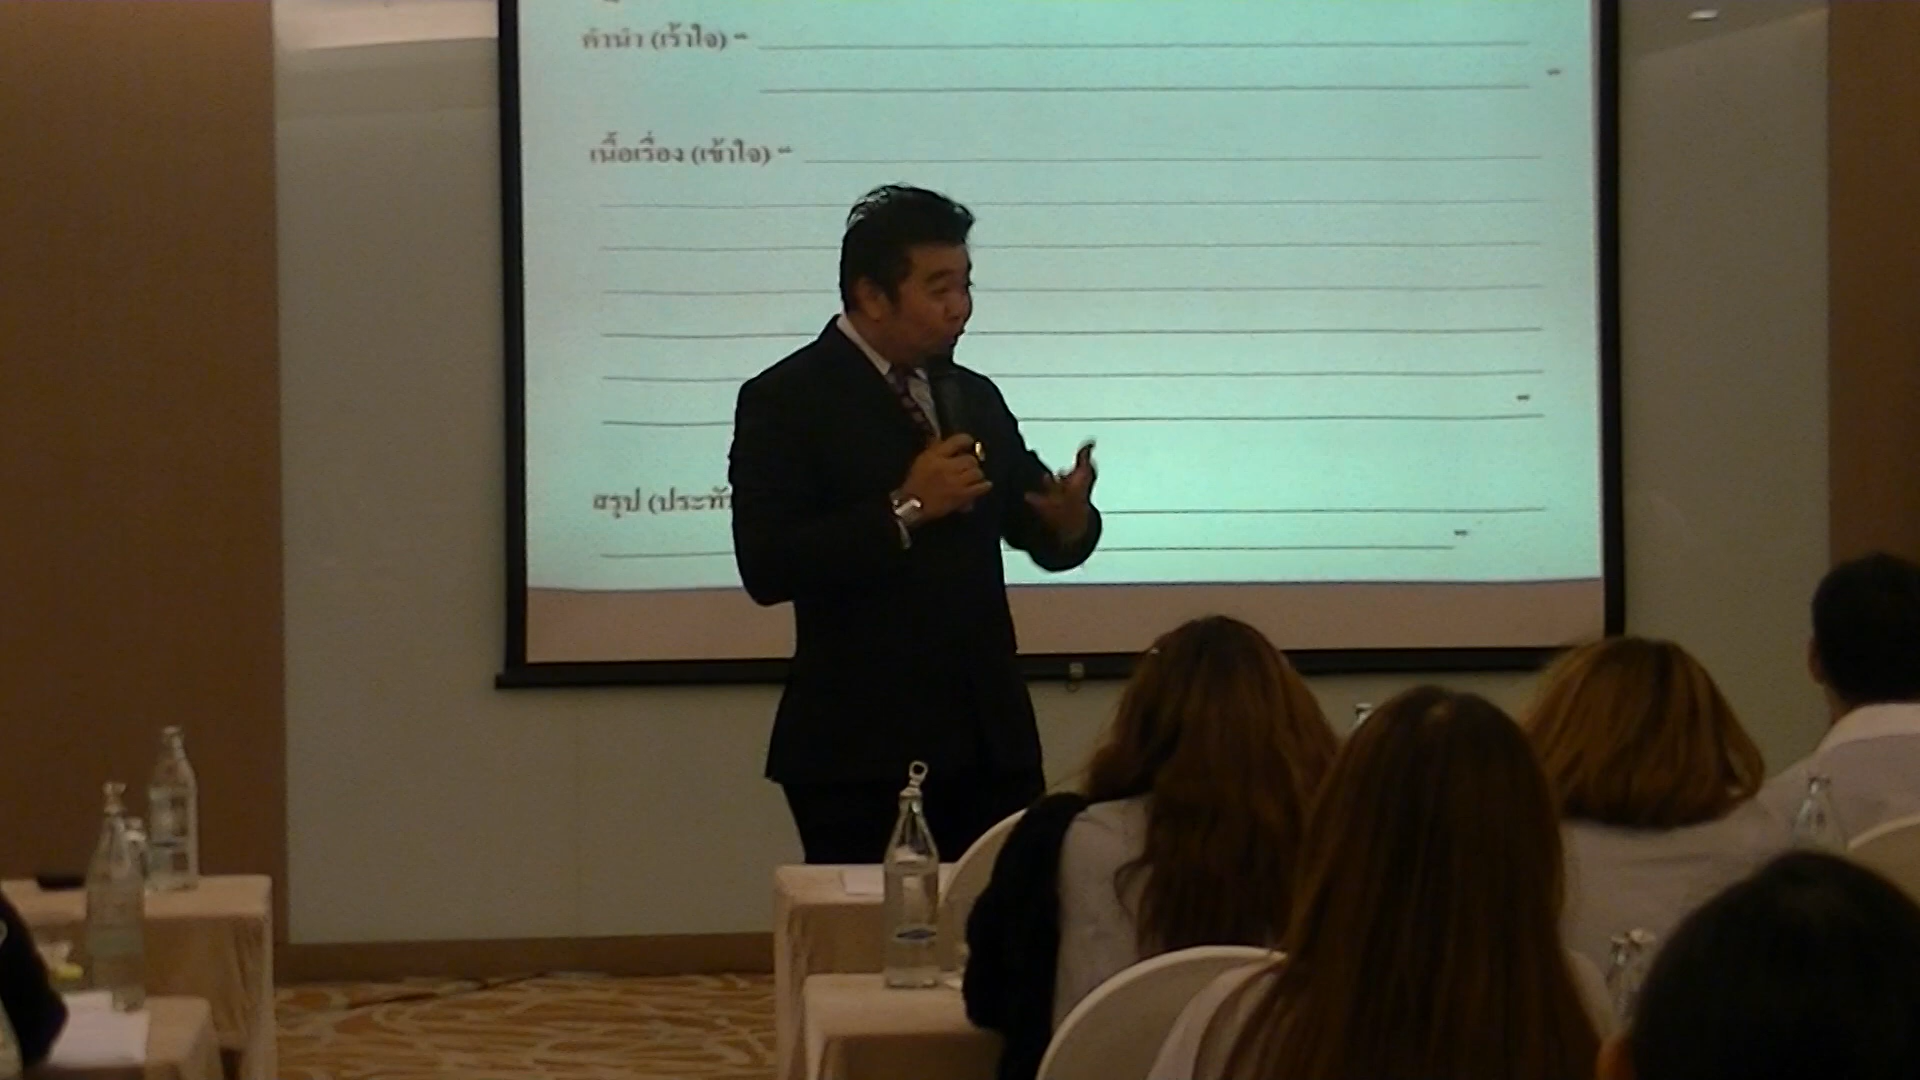 คำนำ (เร้าใจ) “
”
เนื้อเรื่อง (เข้าใจ) “
”
สรุป (ประทับ
”